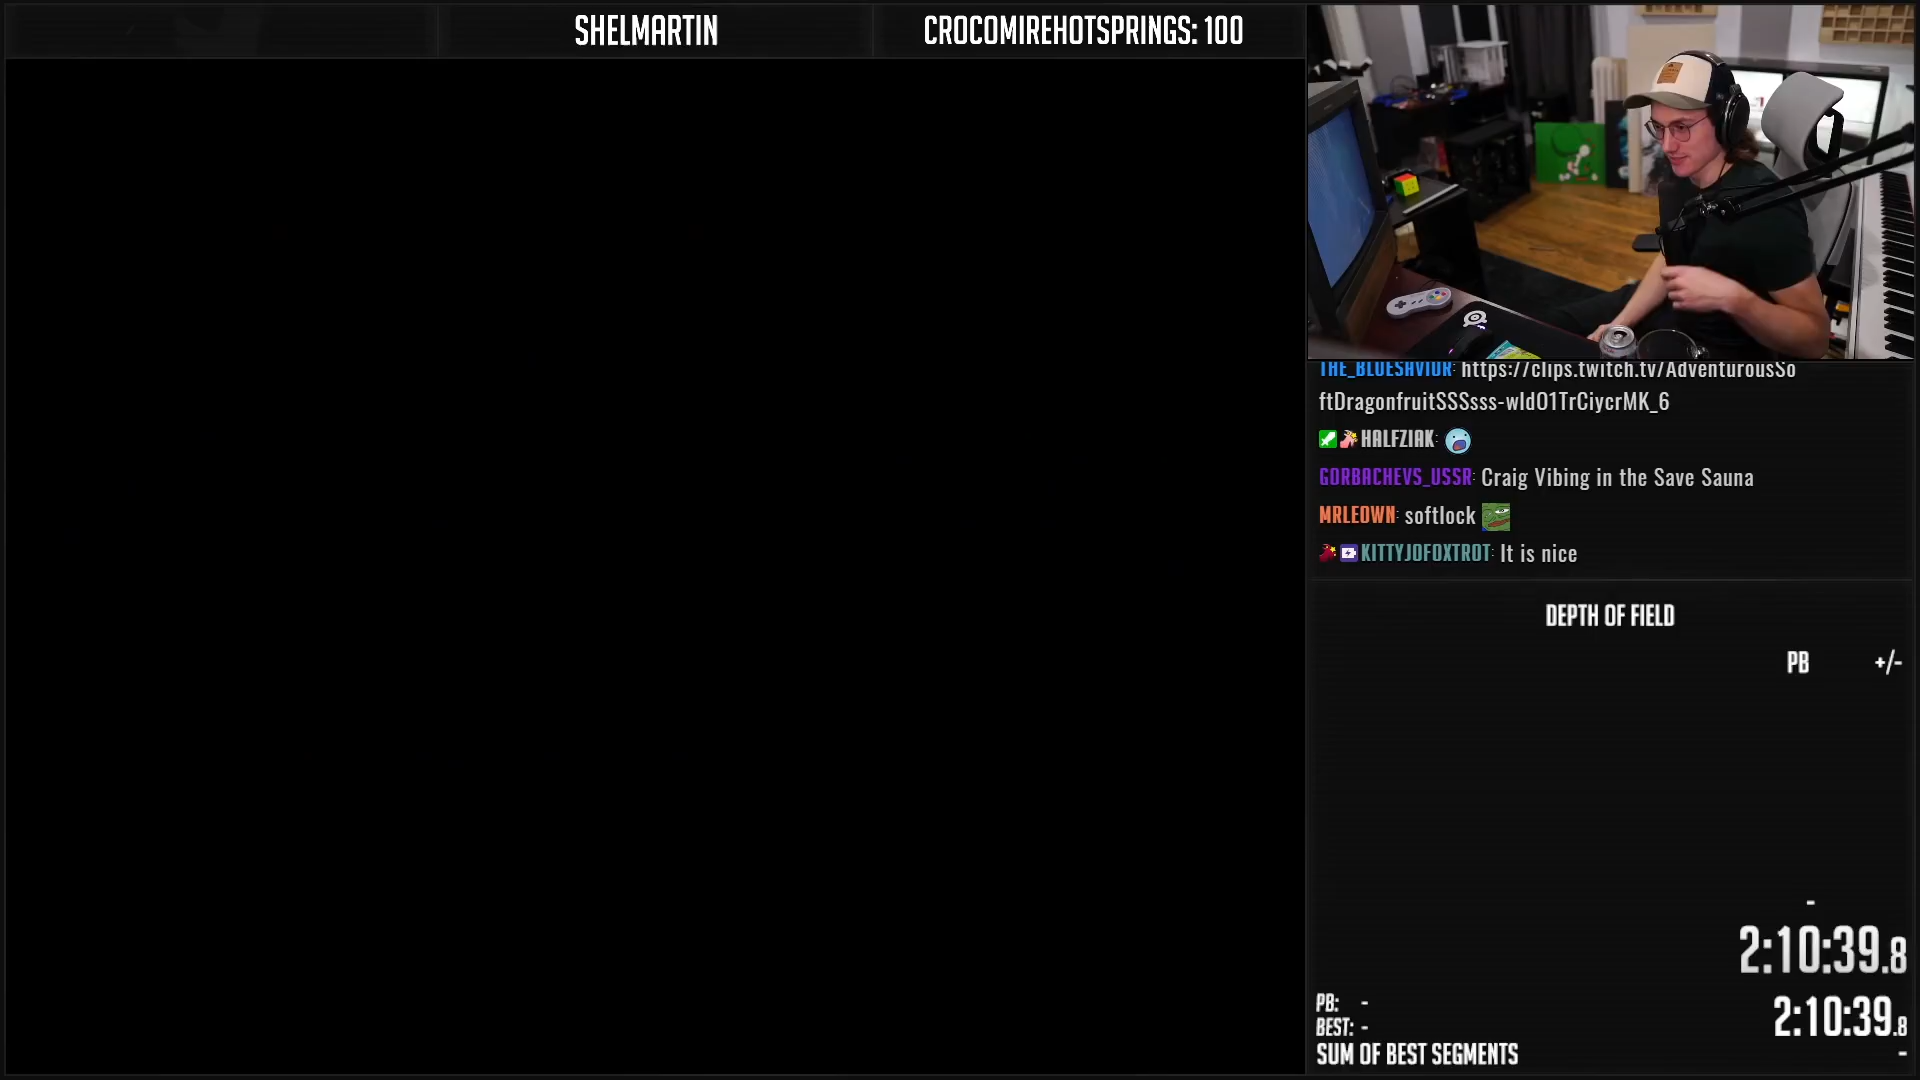 SHELMARTIN
CROCOMIREHOTSPRINGS: 100
THE_BLUESAVIOR: https://clips.twitch.tv/AdventurousSo
ftDragonfruitSSSsss-wIdO1TrCiycrMK_6
HALFZIAK:
GORBACHEVS_USSR: Craig Vibing in the Save Sauna
MRLEOWN: softlock
KITTYJOFOXTROT: It is nice
DEPTH OF FIELD
PB +/-
-
2:10:39.8
PB: -
2:10:39.8
BEST: -
SUM OF BEST SEGMENTS -